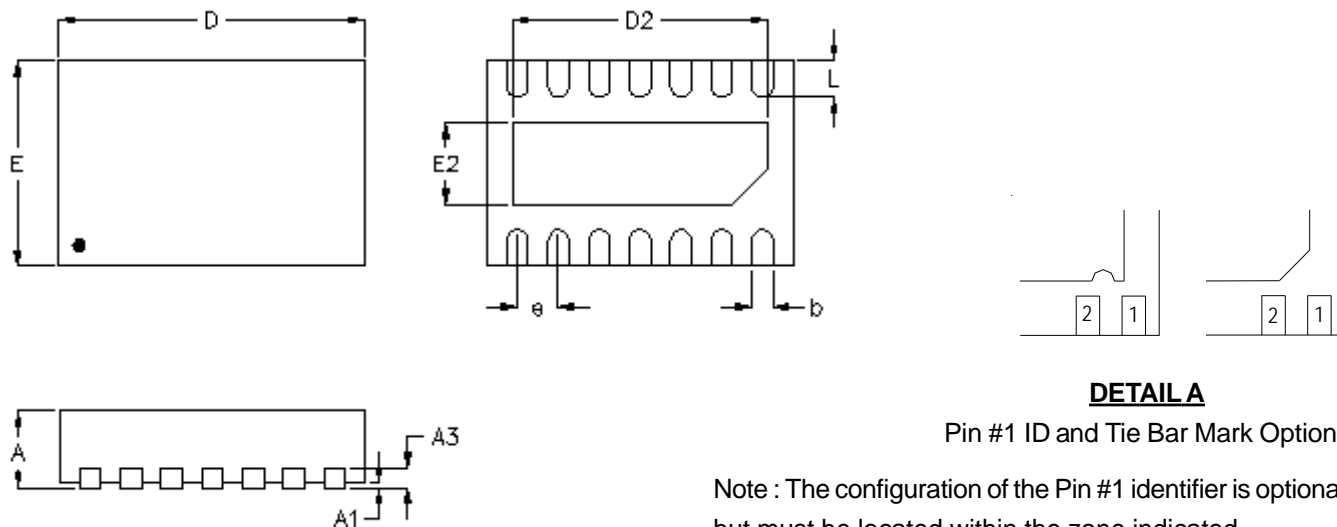 D
D2
L
E
E2
e
b
2 1
2 1
DETAIL A
Pin #1 ID and Tie Bar Mark Option
A
A3
A1
Note : The configuration of the Pin #1 identifier is optiona
but must be located within the zone indicated